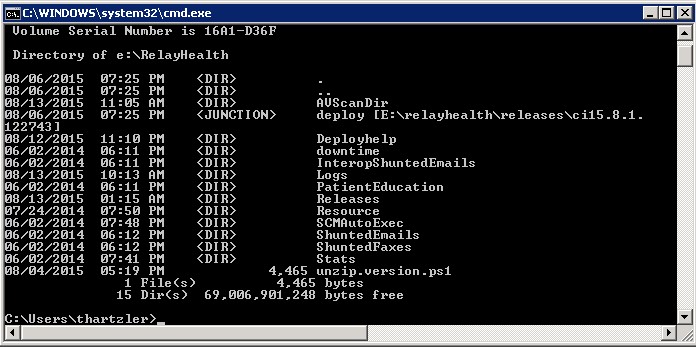 C:\WINDOWS\system32\cmd.exe
Volume Serial Number is 16A1-D36F
Directory of e:\RelayHealth
08/06/2015  07:25 PM    <DIR>          .
08/06/2015  07:25 PM    <DIR>          ..
08/13/2015  11:05 AM    <DIR>          AVScanDir
08/06/2015  07:25 PM    <JUNCTION>     deploy [E:\relayhealth\releases\ci15.8.1.
122743]
08/12/2015  11:10 PM    <DIR>          Deployhelp
06/02/2014  06:11 PM    <DIR>          downtime
06/02/2014  06:11 PM    <DIR>          InteropShuntedEmails
08/13/2015  10:13 AM    <DIR>          Logs
06/02/2014  06:11 PM    <DIR>          PatientEducation
08/13/2015  01:15 AM    <DIR>          Releases
07/24/2014  07:50 PM    <DIR>          Resource
06/02/2014  07:48 PM    <DIR>          SCMAutoExec
06/02/2014  06:12 PM    <DIR>          ShuntedEmails
06/02/2014  06:12 PM    <DIR>          ShuntedFaxes
06/02/2014  07:41 PM    <DIR>          Stats
08/04/2015  05:19 PM             4,465 unzip.version.ps1
1 File(s)          4,465 bytes
15 Dir(s)  69,006,901,248 bytes free
C:\Users\thartzler>_